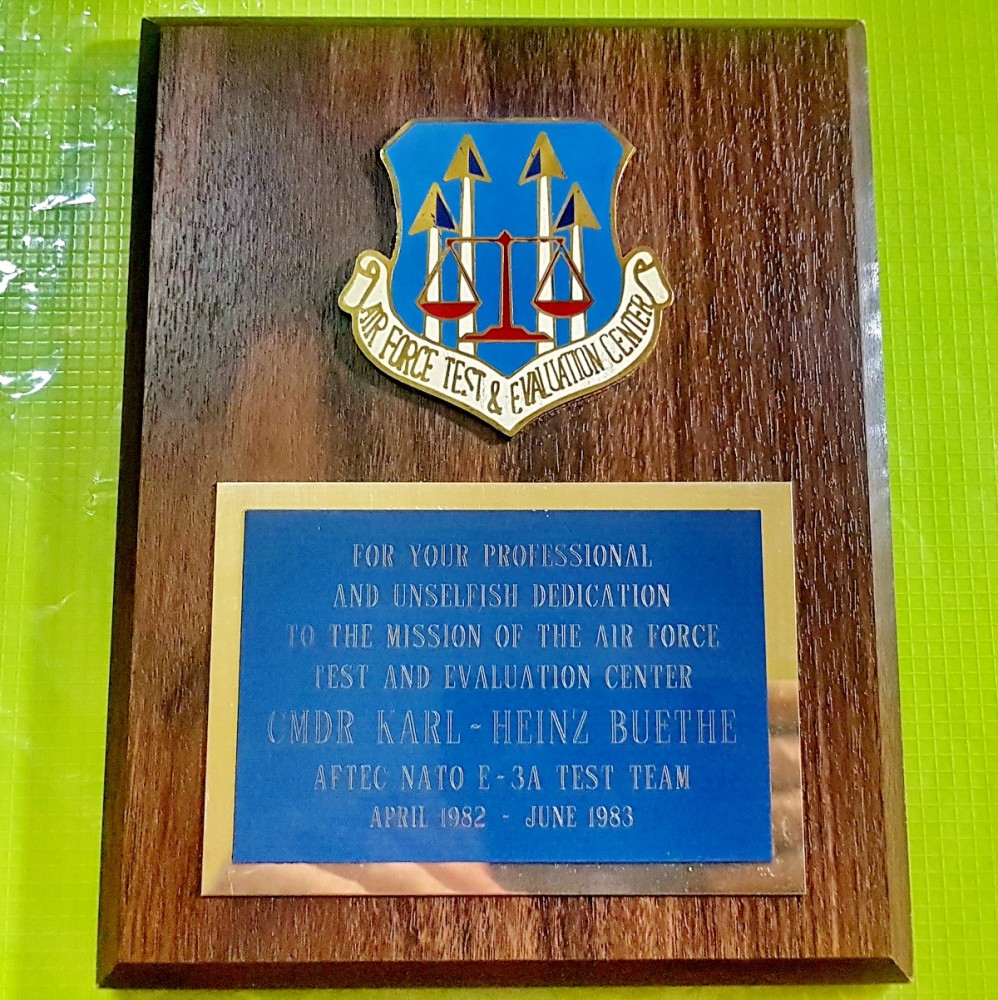 AIR FORCE TEST & EVALUATION CENTER
FOR YOUR PROFESSIONAL
AND UNSELFISH DEDICATION
TO THE MISSION OF THE AIR FORCE
TEST AND EVALUATION CENTER
CMDR KARL-HEINZ BUETHE
AFTEC NATO E-3A TEST TEAM
APRIL 1982 - JUNE 1983